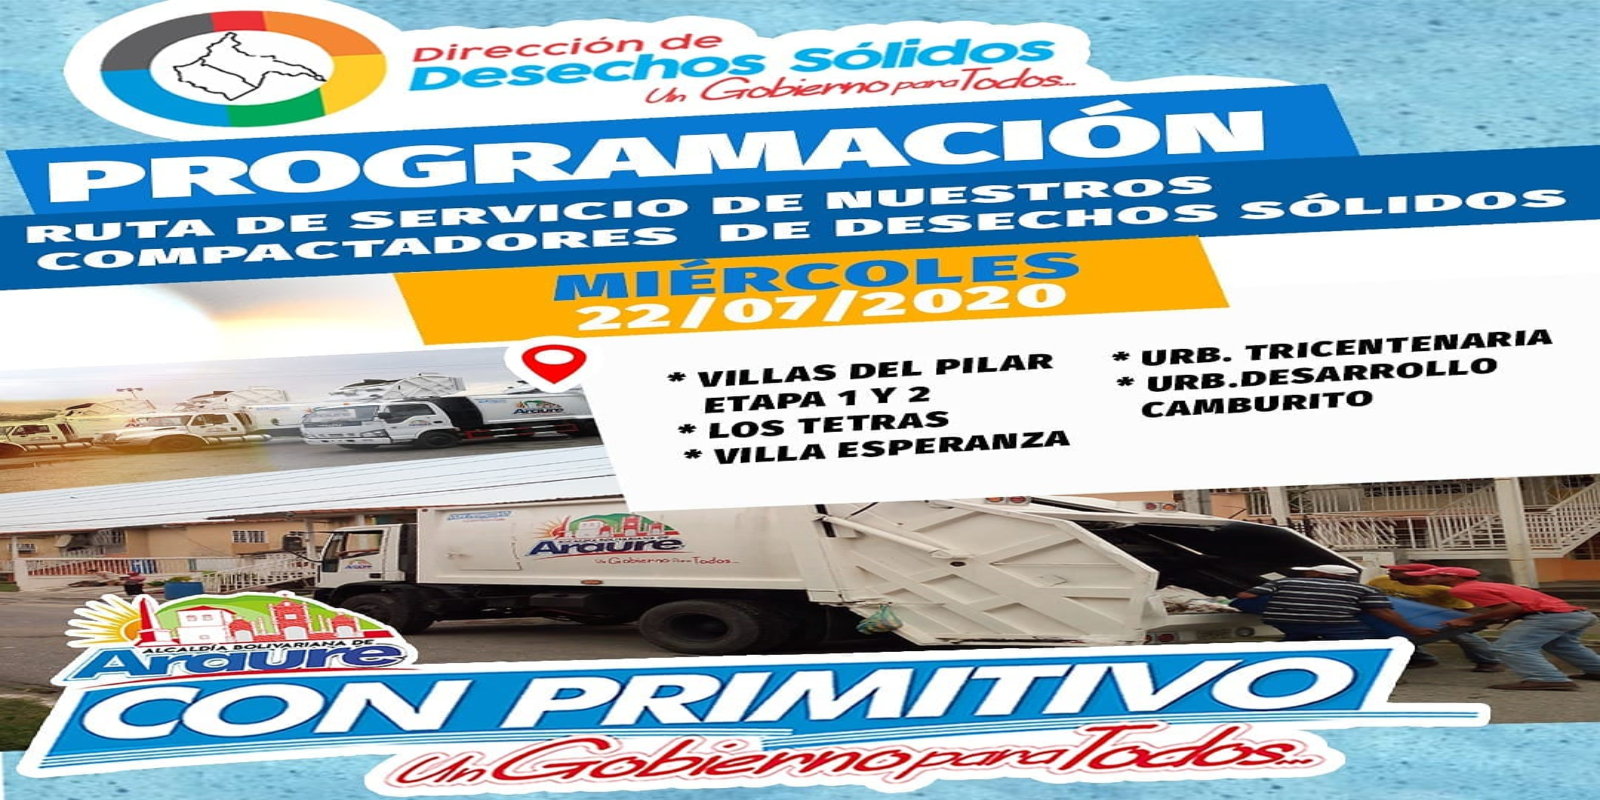 Dirección de
Desechos Sólidos
Un Gobierno para Todos...
PROGRAMACIÓN
RUTA DE SERVICIO DE NUESTROS
COMPACTADORES DE DESECHOS SÓLIDOS
MIÉRCOLES
22/07/2020
* VILLAS DEL PILAR
ETAPA 1 Y 2
* LOS TETRAS
* VILLA ESPERANZA
* URB. TRICENTENARIA
* URB.DESARROLLO
CAMBURITO
Araure
Araure
Un Gobierno Para Todos...
ALCALDÍA BOLIVARIANA DE
Araure
CON PRIMITIVO
Un Gobierno para Todos...